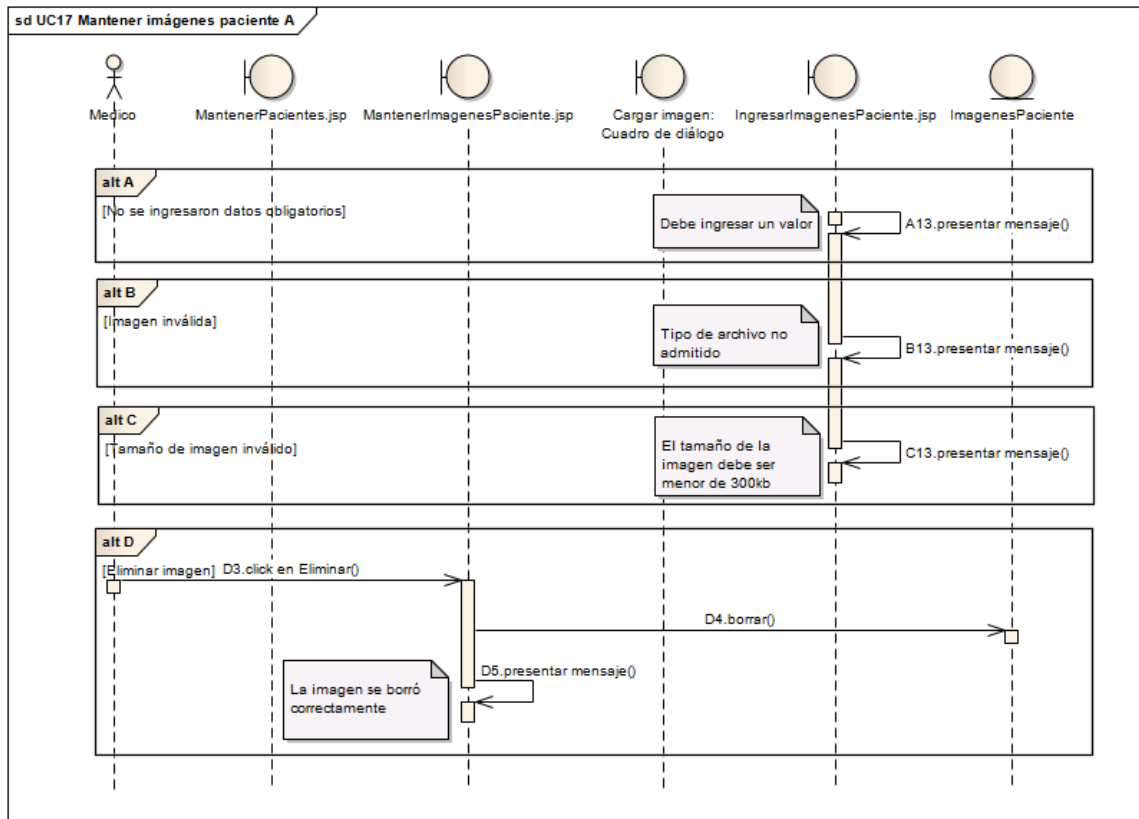 sd UC17 Mantener imágenes paciente A
Medico
MantenerPacientes.jsp
MantenerImagenesPaciente.jsp
Cargar imagen:
Cuadro de diálogo
IngresarImagenesPaciente.jsp
ImagenesPaciente
alt A
[No se ingresaron datos obligatorios]
Debe ingresar un valor
A13.presentar mensaje()
alt B
[Imagen inválida]
Tipo de archivo no
admitido
B13.presentar mensaje()
alt C
[Tamaño de imagen inválido]
El tamaño de la
imagen debe ser
menor de 300kb
C13.presentar mensaje()
alt D
[Eliminar imagen]
D3.click en Eliminar()
D4.borrar()
D5.presentar mensaje()
La imagen se borró
correctamente